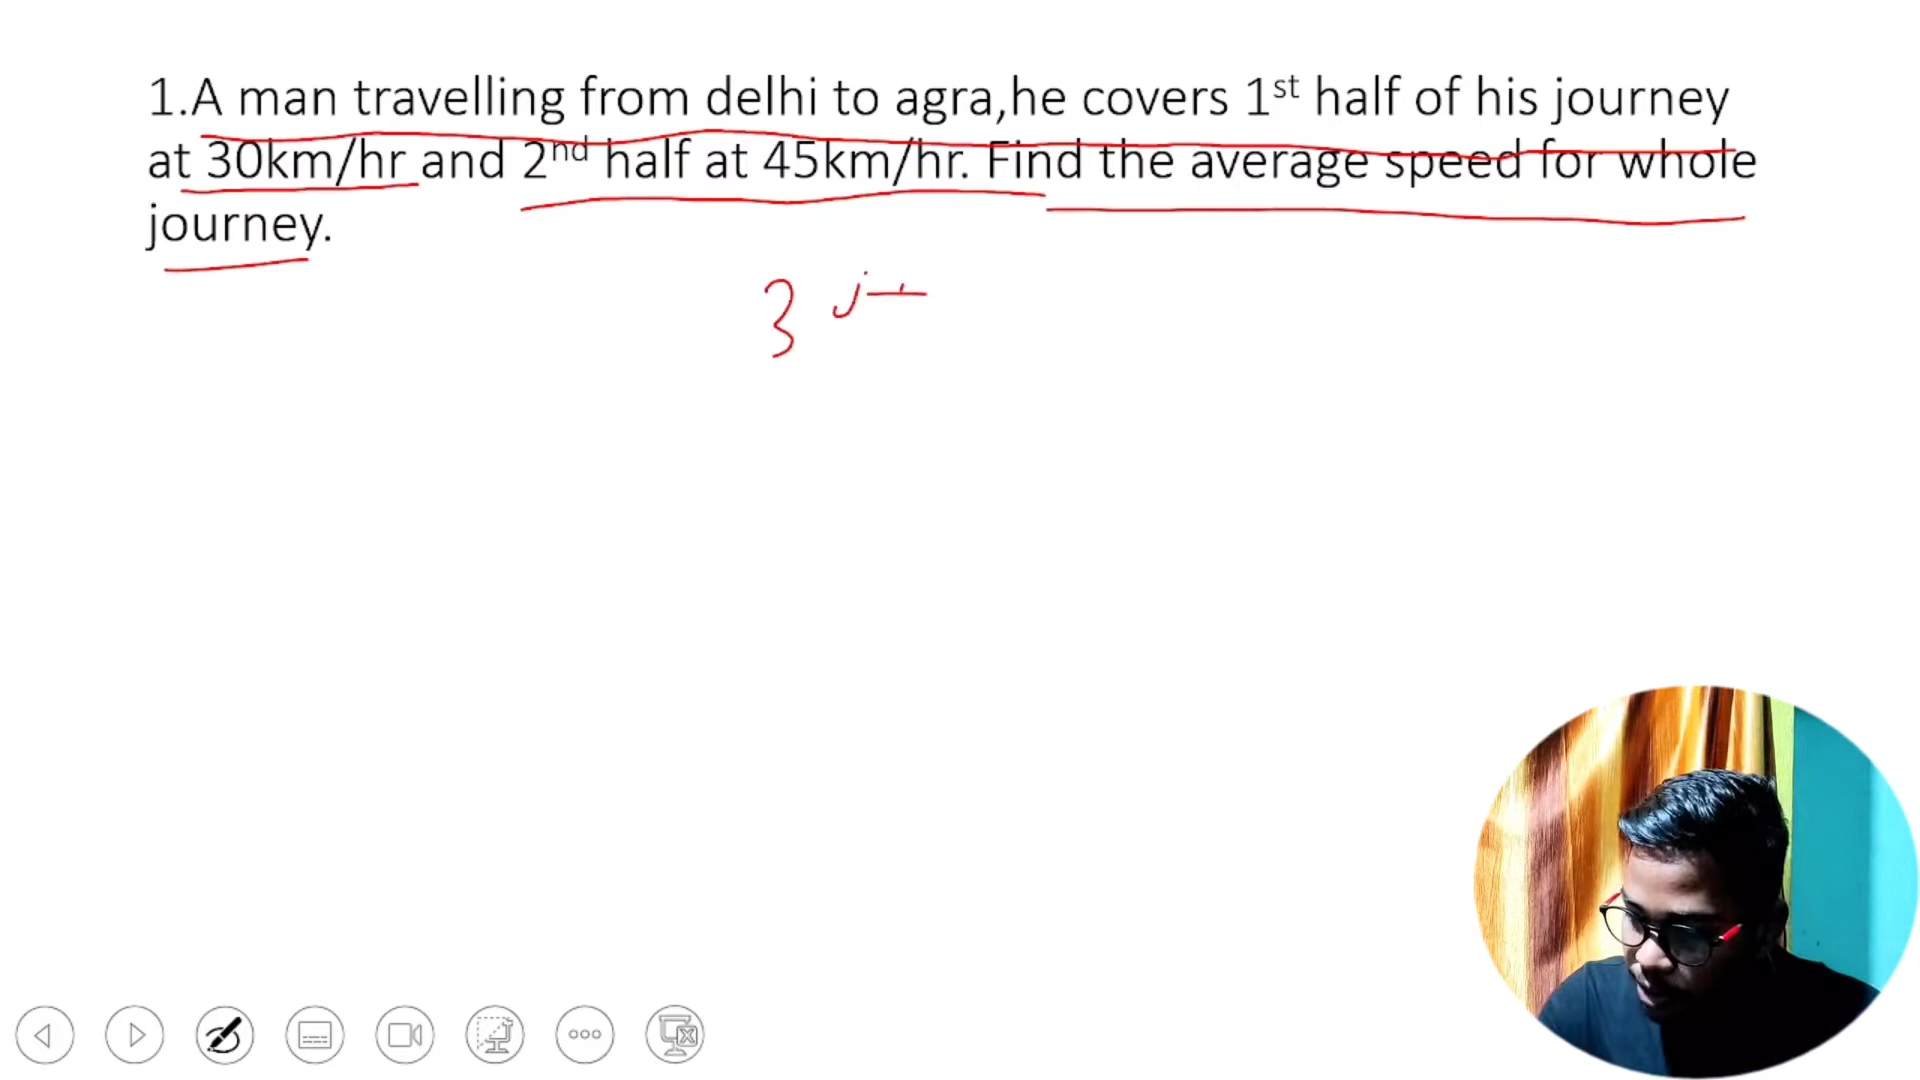 1.A man travelling from delhi to agra,he covers 1st half of his journey
at 30km/hr and 2nd half at 45km/hr. Find the average speed for whole
journey.
3